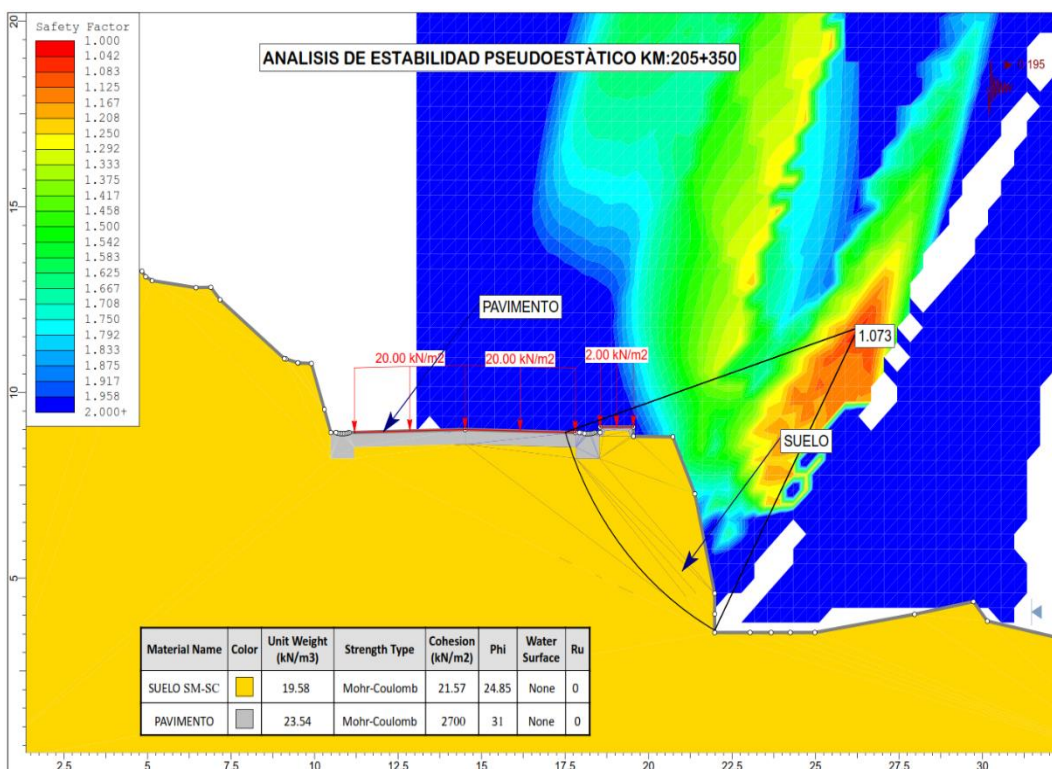 Safety Factor
1.000
1.042
1.083
1.125
1.167
1.208
1.250
1.292
1.333
1.375
1.417
1.458
1.500
1.542
1.583
1.625
1.667
1.708
1.750
1.792
1.833
1.875
1.917
1.958
2.000+
ANALISIS DE ESTABILIDAD PSEUDOESTÀTICO KM:205+350
PAVIMENTO
20.00 kN/m2
20.00 kN/m2
2.00 kN/m2
1.073
SUELO
Material Name Color Unit Weight (kN/m3) Strength Type Cohesion (kN/m2) Phi Water Surface Ru
SUELO SM-SC 19.58 Mohr-Coulomb 21.57 24.85 None 0
PAVIMENTO 23.54 Mohr-Coulomb 2700 31 None 0
20
15
10
5
2.5 5 7.5 10 12.5 15 17.5 20 22.5 25 27.5 30